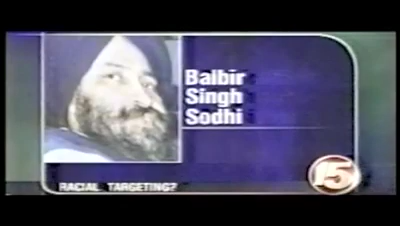 Balbir
Singh
Sodhi
RACIAL TARGETING?
15